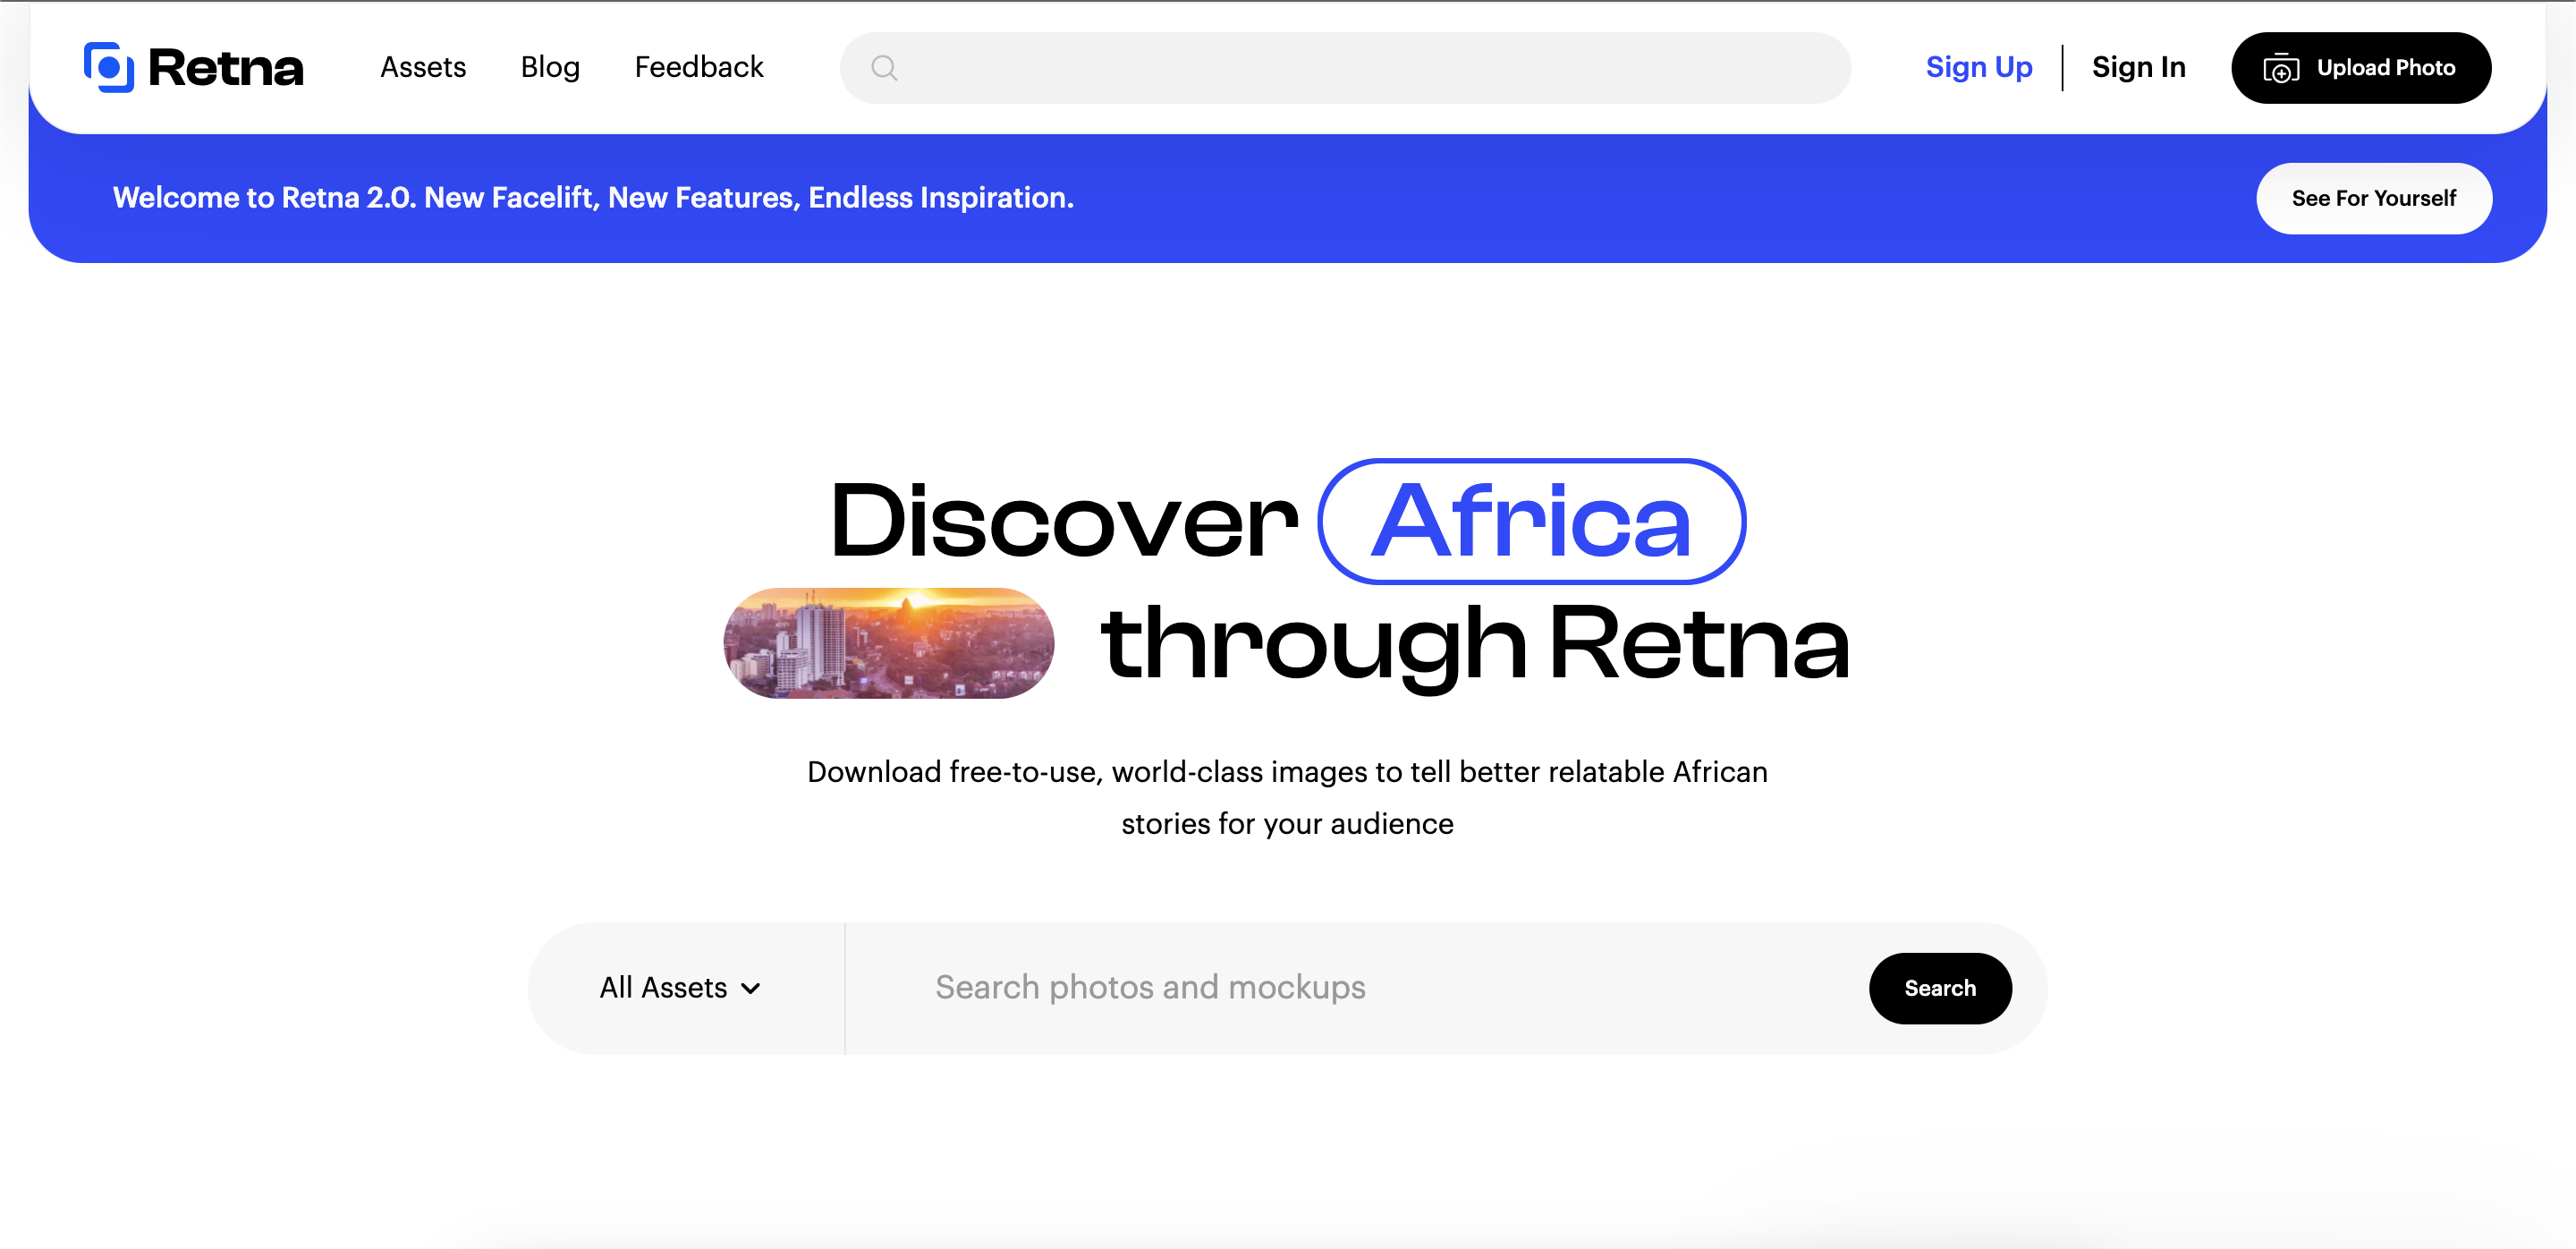 Retna
Assets
Blog
Feedback
Sign Up
Sign In
Upload Photo
Welcome to Retna 2.0. New Facelift, New Features, Endless Inspiration.
See For Yourself
Discover Africa
through Retna
Download free-to-use, world-class images to tell better relatable African
stories for your audience
All Assets
Search photos and mockups
Search